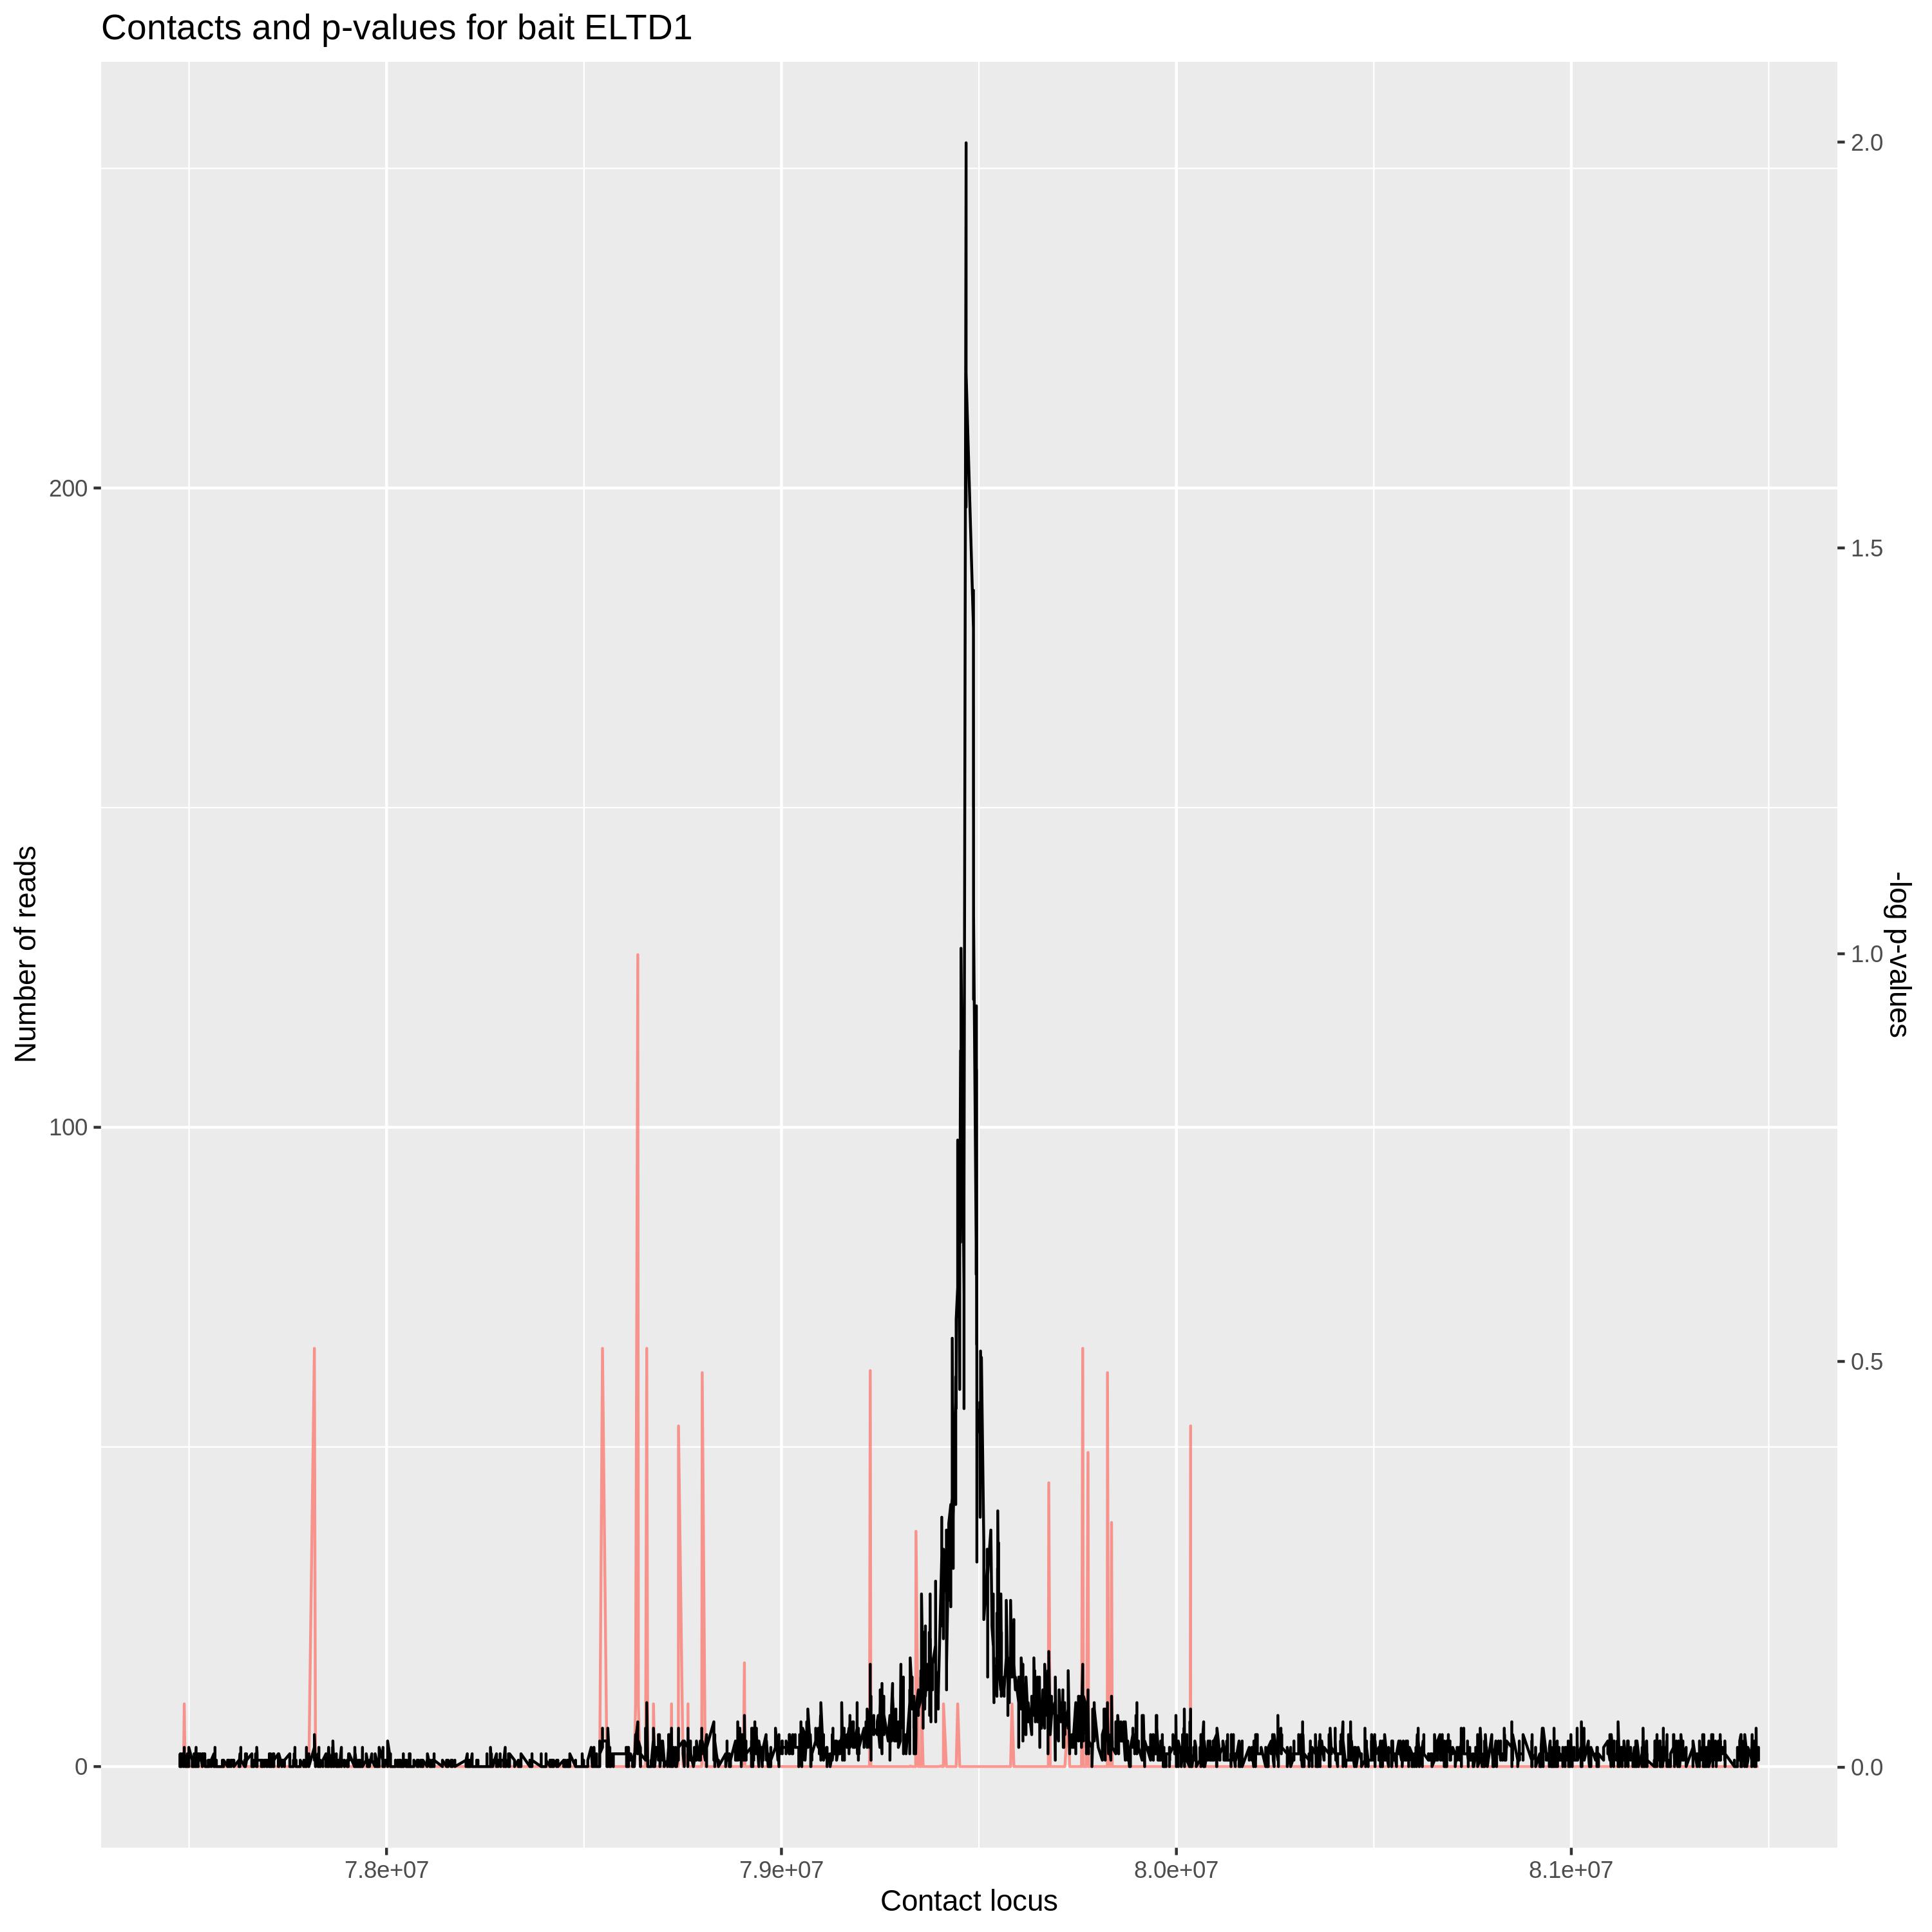 Contacts and p-values for bait ELTD1
2.0
200
1.5
Number of reads
-log p-values
1.0
100
0.5
0
0.0
7.8e+07
7.9e+07
8.0e+07
8.1e+07
Contact locus